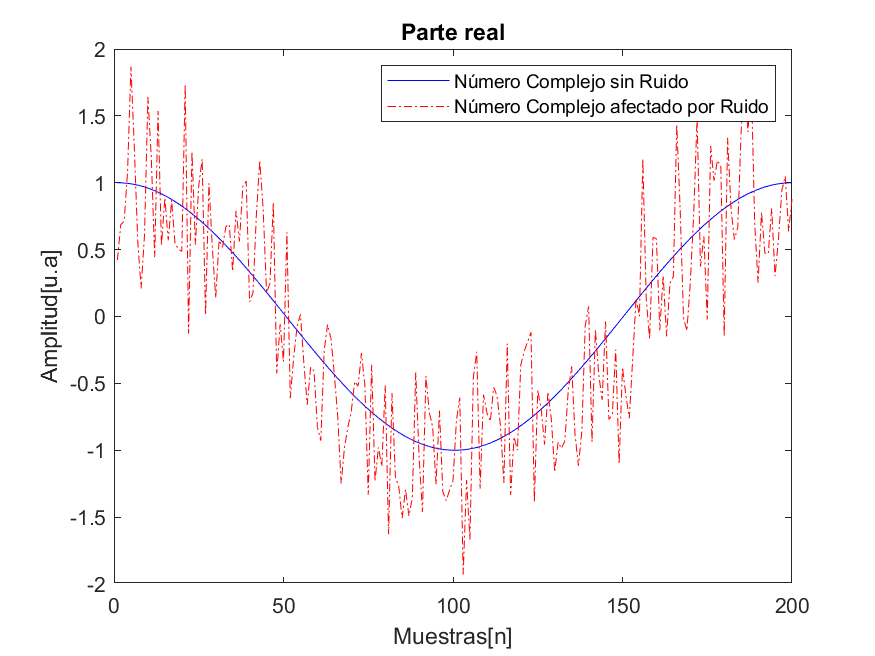 Parte real
2
1.5
1
0.5
0
-0.5
-1
-1.5
-2
Amplitud[u.a]
Número Complejo sin Ruido
Número Complejo afectado por Ruido
0 50 100 150 200
Muestras[n]